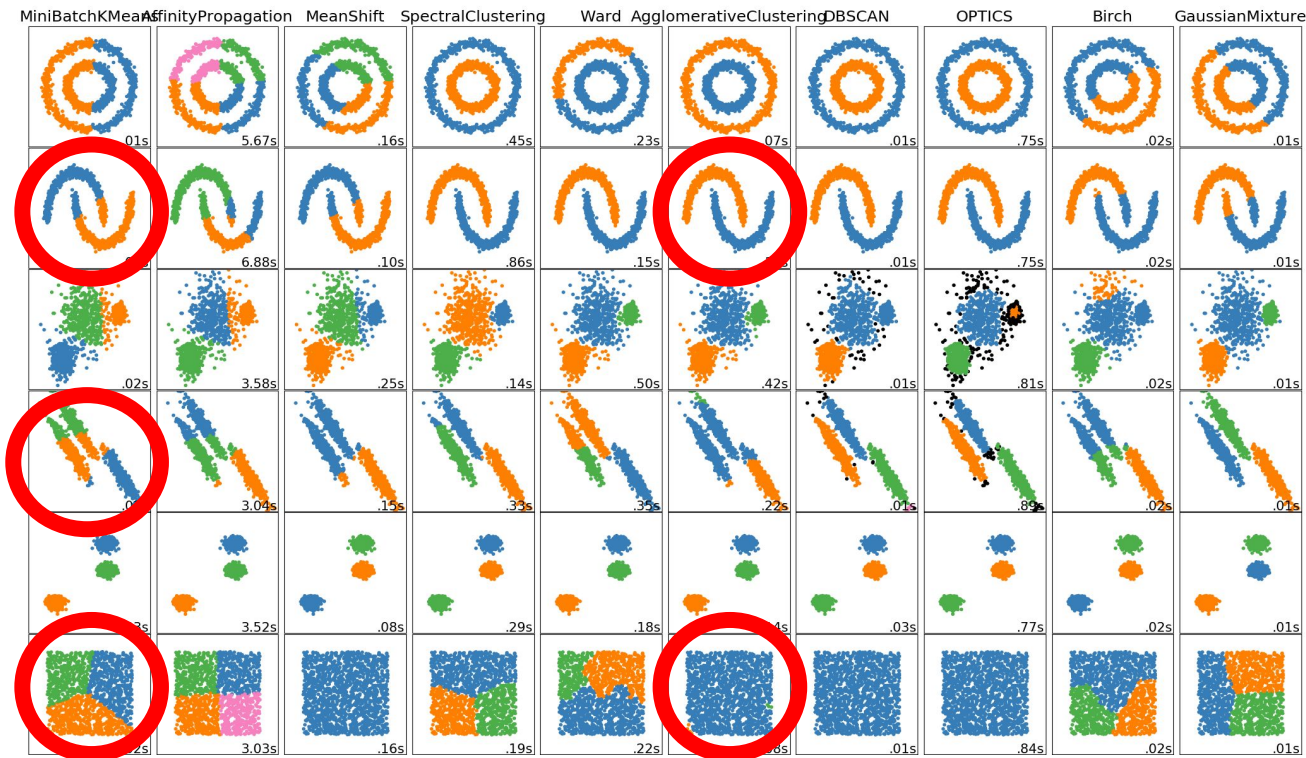 MiniBatchKMeans AffinityPropagation MeanShift SpectralClustering Ward AgglomerativeClustering DBSCAN OPTICS Birch GaussianMixture
01s 5.67s .16s .45s .23s 07s .01s .75s .02s .01s
6.88s .10s .86s .15s .01s .75s .02s .01s
.02s 3.58s .25s .14s .50s .42s .01s .81s .02s .01s
3.04s .15s .33s .35s .22s .01s .89s .02s .01s
3.52s .08s .29s .18s 4s .03s .77s .02s .01s
2s 3.03s .16s .19s .22s 8s .01s .84s .02s .01s